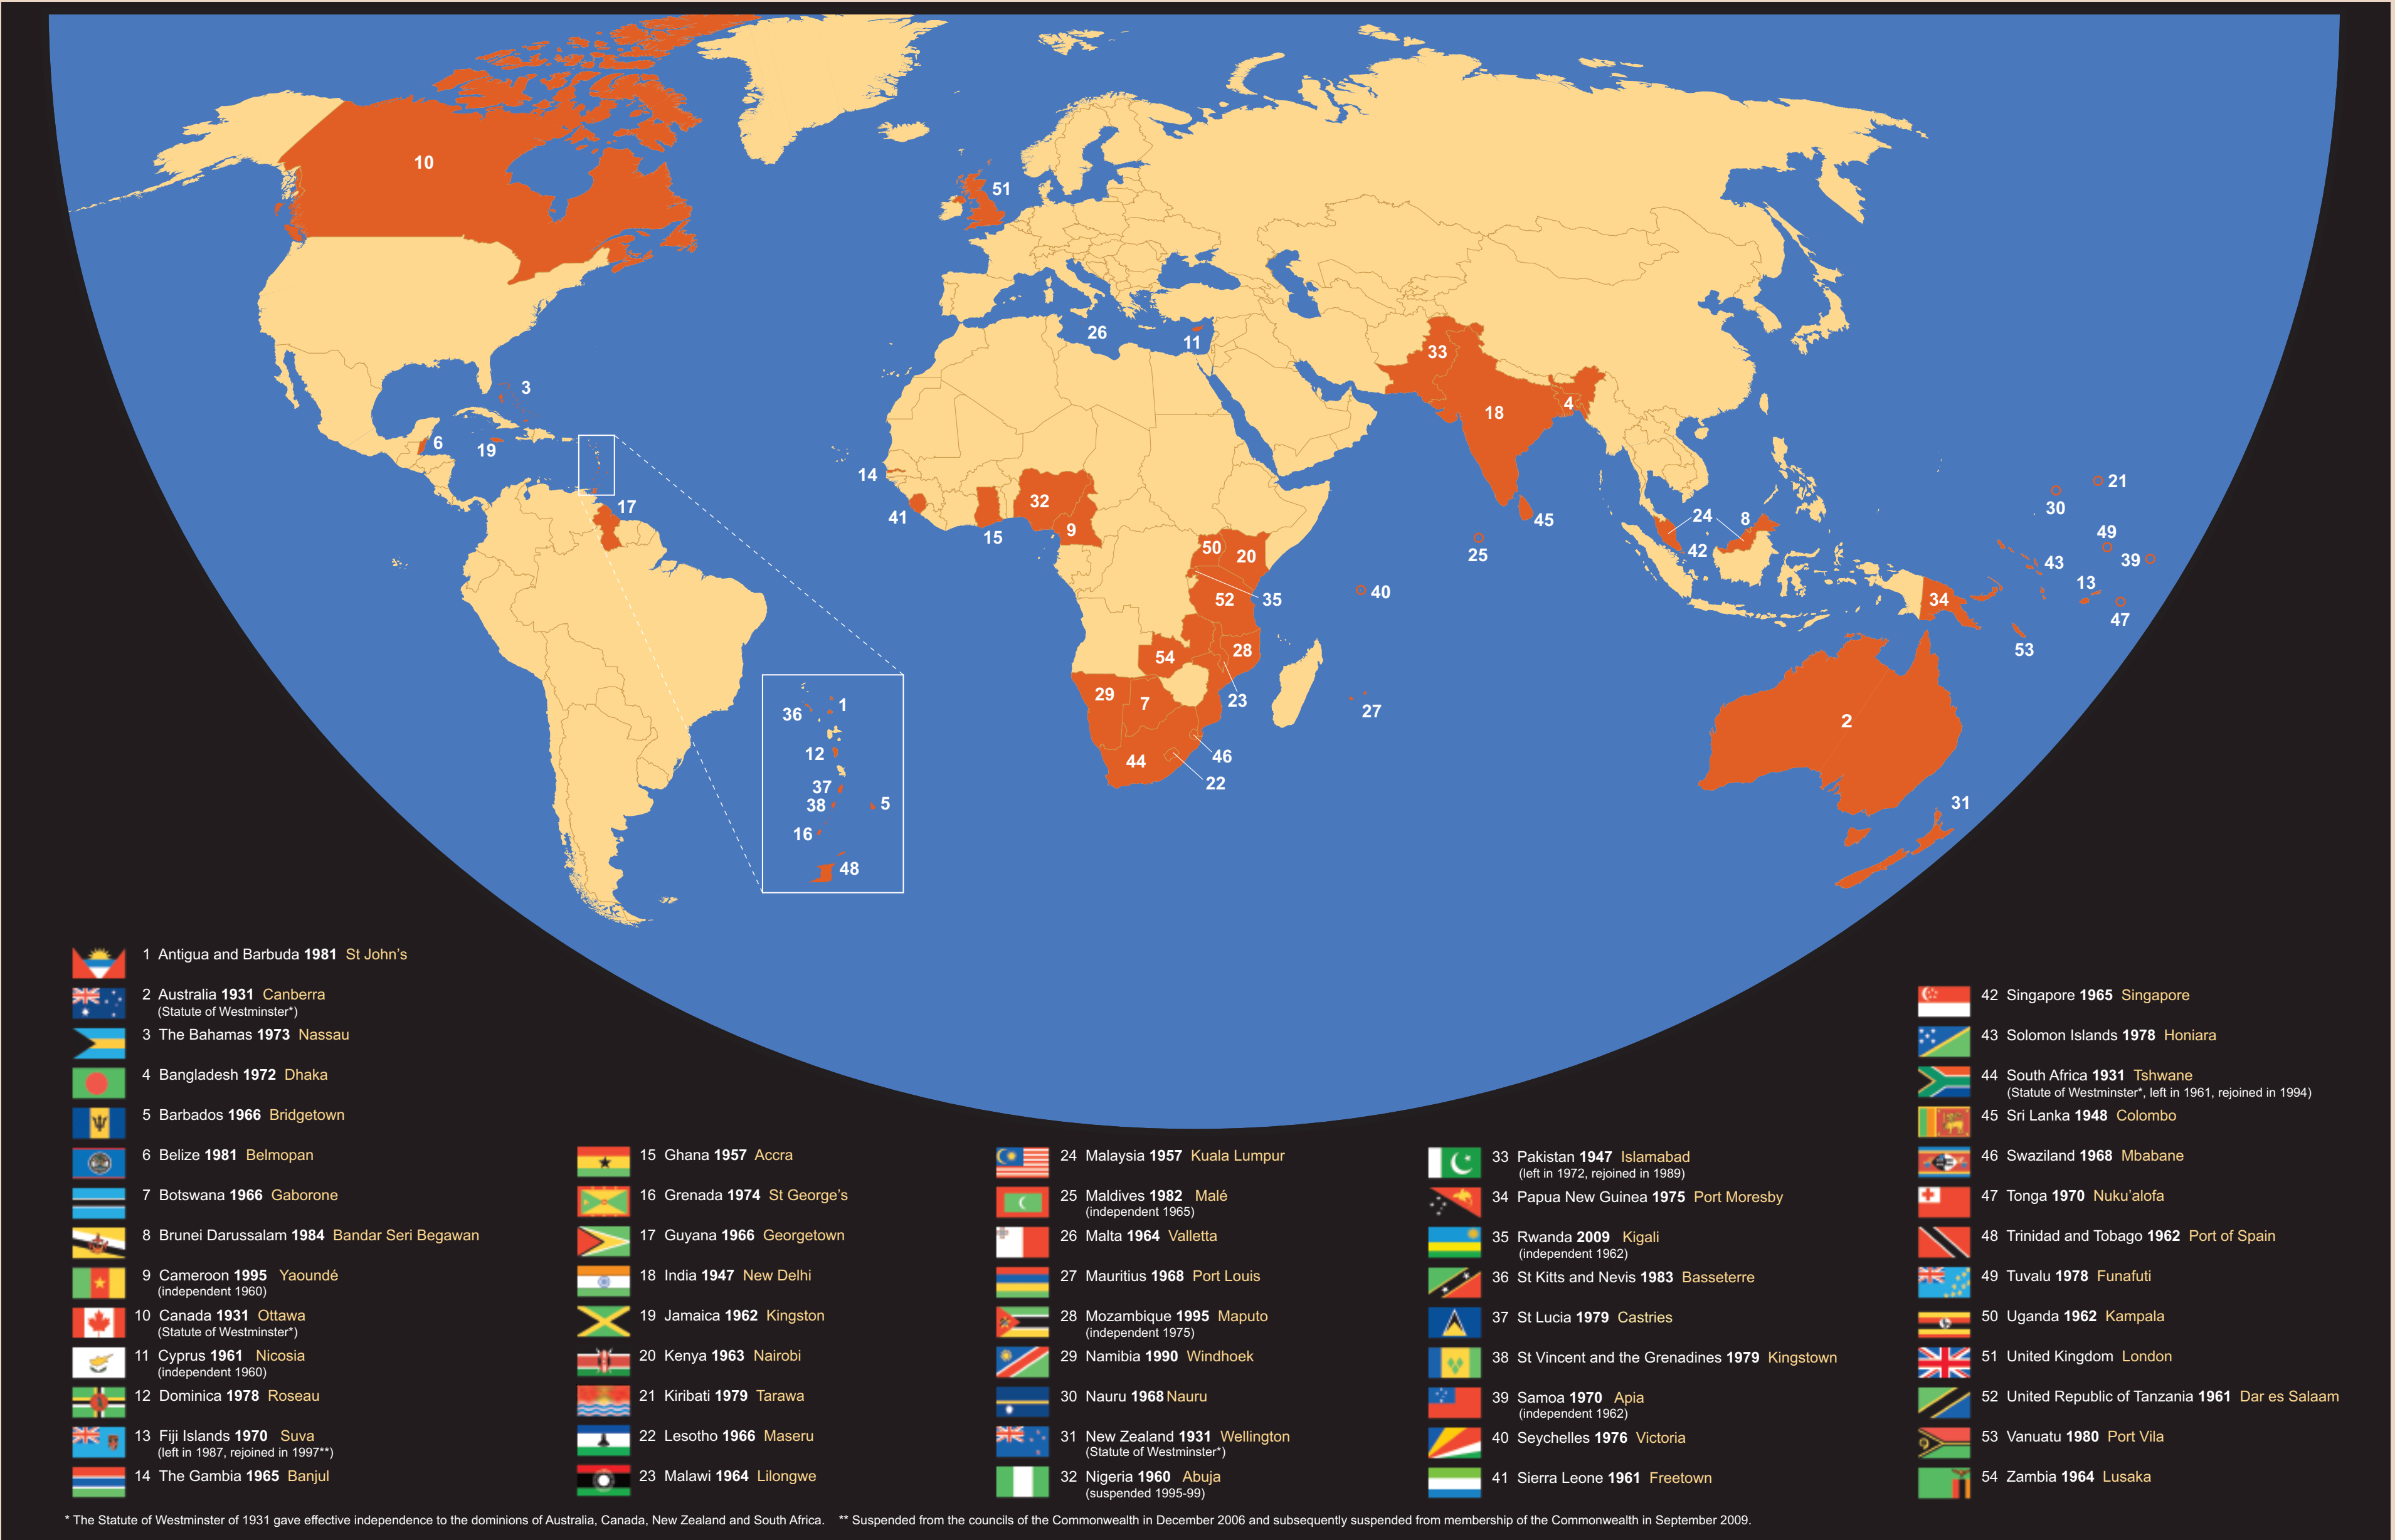 10
51
26
11
33
18
4
3
6
19
14
41
32
9
15
17
50
20
35
52
45
25
40
24
8
42
21
30
49
39
43
13
47
34
53
54
28
29
7
23
27
44
46
22
2
31
36
1
12
37
38
5
16
48
1 Antigua and Barbuda 1981 St John's
2 Australia 1931 Canberra
(Statute of Westminster*)
3 The Bahamas 1973 Nassau
4 Bangladesh 1972 Dhaka
5 Barbados 1966 Bridgetown
6 Belize 1981 Belmopan
7 Botswana 1966 Gaborone
8 Brunei Darussalam 1984 Bandar Seri Begawan
9 Cameroon 1995 Yaoundé
(independent 1960)
10 Canada 1931 Ottawa
(Statute of Westminster*)
11 Cyprus 1961 Nicosia
(independent 1960)
12 Dominica 1978 Roseau
13 Fiji Islands 1970 Suva
(left in 1987, rejoined in 1997**)
14 The Gambia 1965 Banjul
15 Ghana 1957 Accra
16 Grenada 1974 St George's
17 Guyana 1966 Georgetown
18 India 1947 New Delhi
19 Jamaica 1962 Kingston
20 Kenya 1963 Nairobi
21 Kiribati 1979 Tarawa
22 Lesotho 1966 Maseru
23 Malawi 1964 Lilongwe
24 Malaysia 1957 Kuala Lumpur
25 Maldives 1982 Malé
(independent 1965)
26 Malta 1964 Valletta
27 Mauritius 1968 Port Louis
28 Mozambique 1995 Maputo
(independent 1975)
29 Namibia 1990 Windhoek
30 Nauru 1968 Nauru
31 New Zealand 1931 Wellington
(Statute of Westminster*)
32 Nigeria 1960 Abuja
(suspended 1995-99)
33 Pakistan 1947 Islamabad
(left in 1972, rejoined in 1989)
34 Papua New Guinea 1975 Port Moresby
35 Rwanda 2009 Kigali
(independent 1962)
36 St Kitts and Nevis 1983 Basseterre
37 St Lucia 1979 Castries
38 St Vincent and the Grenadines 1979 Kingstown
39 Samoa 1970 Apia
(independent 1962)
40 Seychelles 1976 Victoria
41 Sierra Leone 1961 Freetown
42 Singapore 1965 Singapore
43 Solomon Islands 1978 Honiara
44 South Africa 1931 Tshwane
(Statute of Westminster*, left in 1961, rejoined in 1994)
45 Sri Lanka 1948 Colombo
46 Swaziland 1968 Mbabane
47 Tonga 1970 Nuku'alofa
48 Trinidad and Tobago 1962 Port of Spain
49 Tuvalu 1978 Funafuti
50 Uganda 1962 Kampala
51 United Kingdom London
52 United Republic of Tanzania 1961 Dar es Salaam
53 Vanuatu 1980 Port Vila
54 Zambia 1964 Lusaka
* The Statute of Westminster of 1931 gave effective independence to the dominions of Australia, Canada, New Zealand and South Africa. ** Suspended from the councils of the Commonwealth in December 2006 and subsequently suspended from membership of the Commonwealth in September 2009.